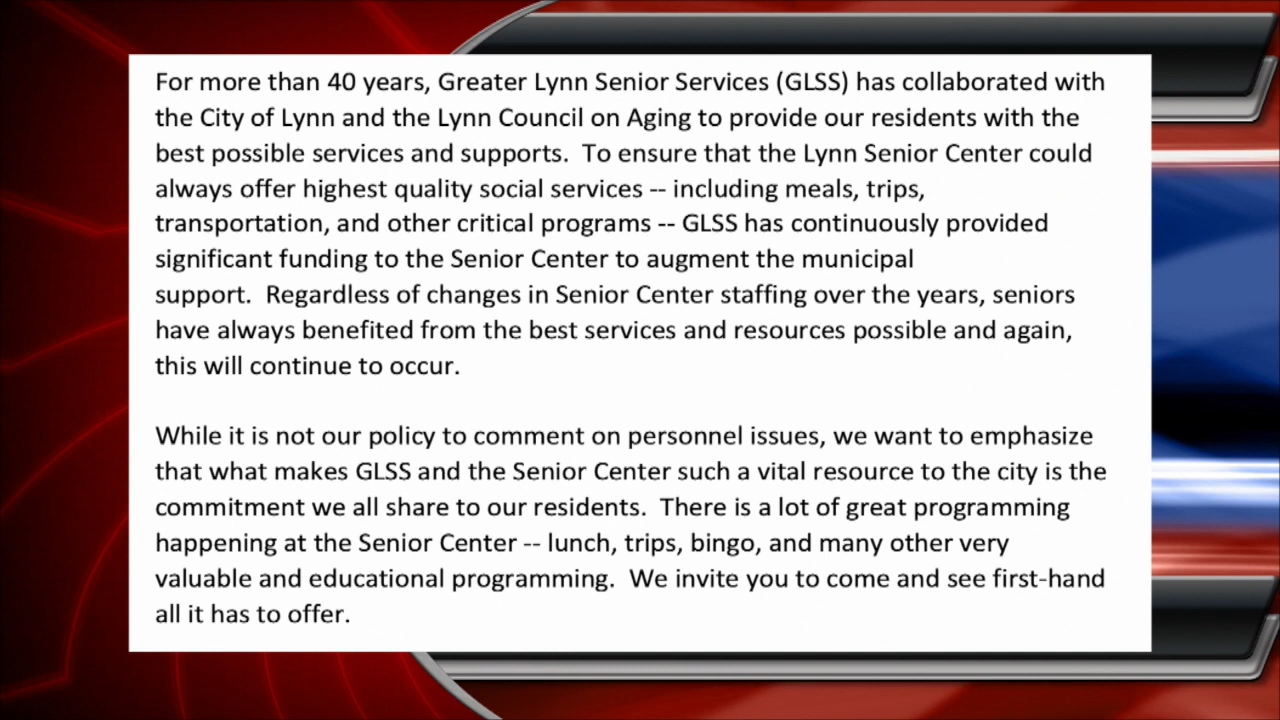 For more than 40 years, Greater Lynn Senior Services (GLSS) has collaborated with
the City of Lynn and the Lynn Council on Aging to provide our residents with the
best possible services and supports.  To ensure that the Lynn Senior Center could
always offer highest quality social services -- including meals, trips,
transportation, and other critical programs -- GLSS has continuously provided
significant funding to the Senior Center to augment the municipal
support.  Regardless of changes in Senior Center staffing over the years, seniors
have always benefited from the best services and resources possible and again,
this will continue to occur.

While it is not our policy to comment on personnel issues, we want to emphasize
that what makes GLSS and the Senior Center such a vital resource to the city is the
commitment we all share to our residents.  There is a lot of great programming
happening at the Senior Center -- lunch, trips, bingo, and many other very
valuable and educational programming.  We invite you to come and see first-hand
all it has to offer.